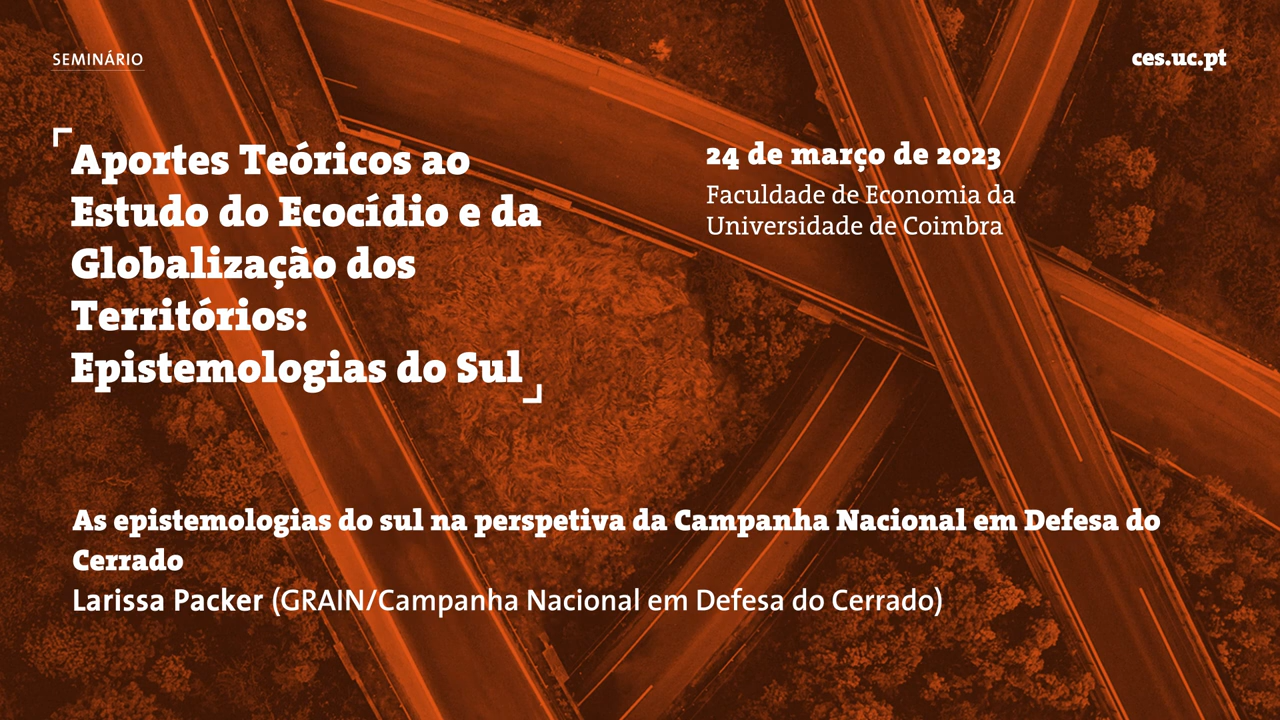 SEMINÁRIO
ces.uc.pt
Aportes Teóricos ao
Estudo do Ecocídio e da
Globalização dos
Territórios:
Epistemologias do Sul
24 de março de 2023
Faculdade de Economia da
Universidade de Coimbra
As epistemologias do sul na perspetiva da Campanha Nacional em Defesa do
Cerrado
Larissa Packer (GRAIN/Campanha Nacional em Defesa do Cerrado)